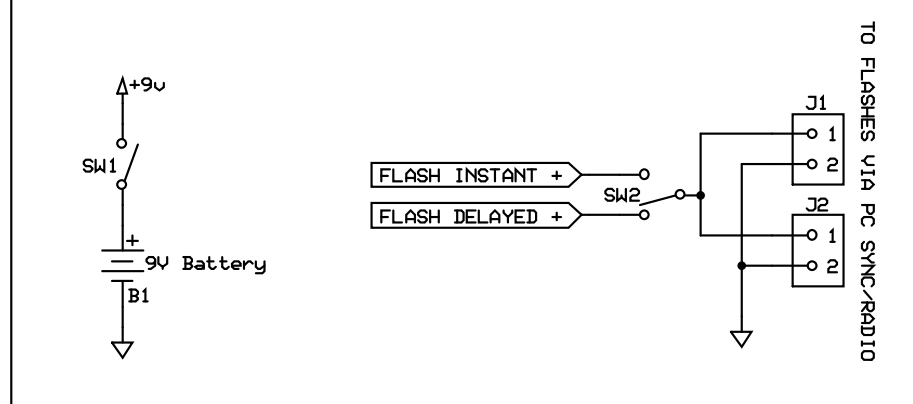 +9v
SW1
+
9V Battery
B1
FLASH INSTANT +
FLASH DELAYED +
SW2
J1
1
2
J2
1
2
TO FLASHES VIA PC SYNC/RADIO